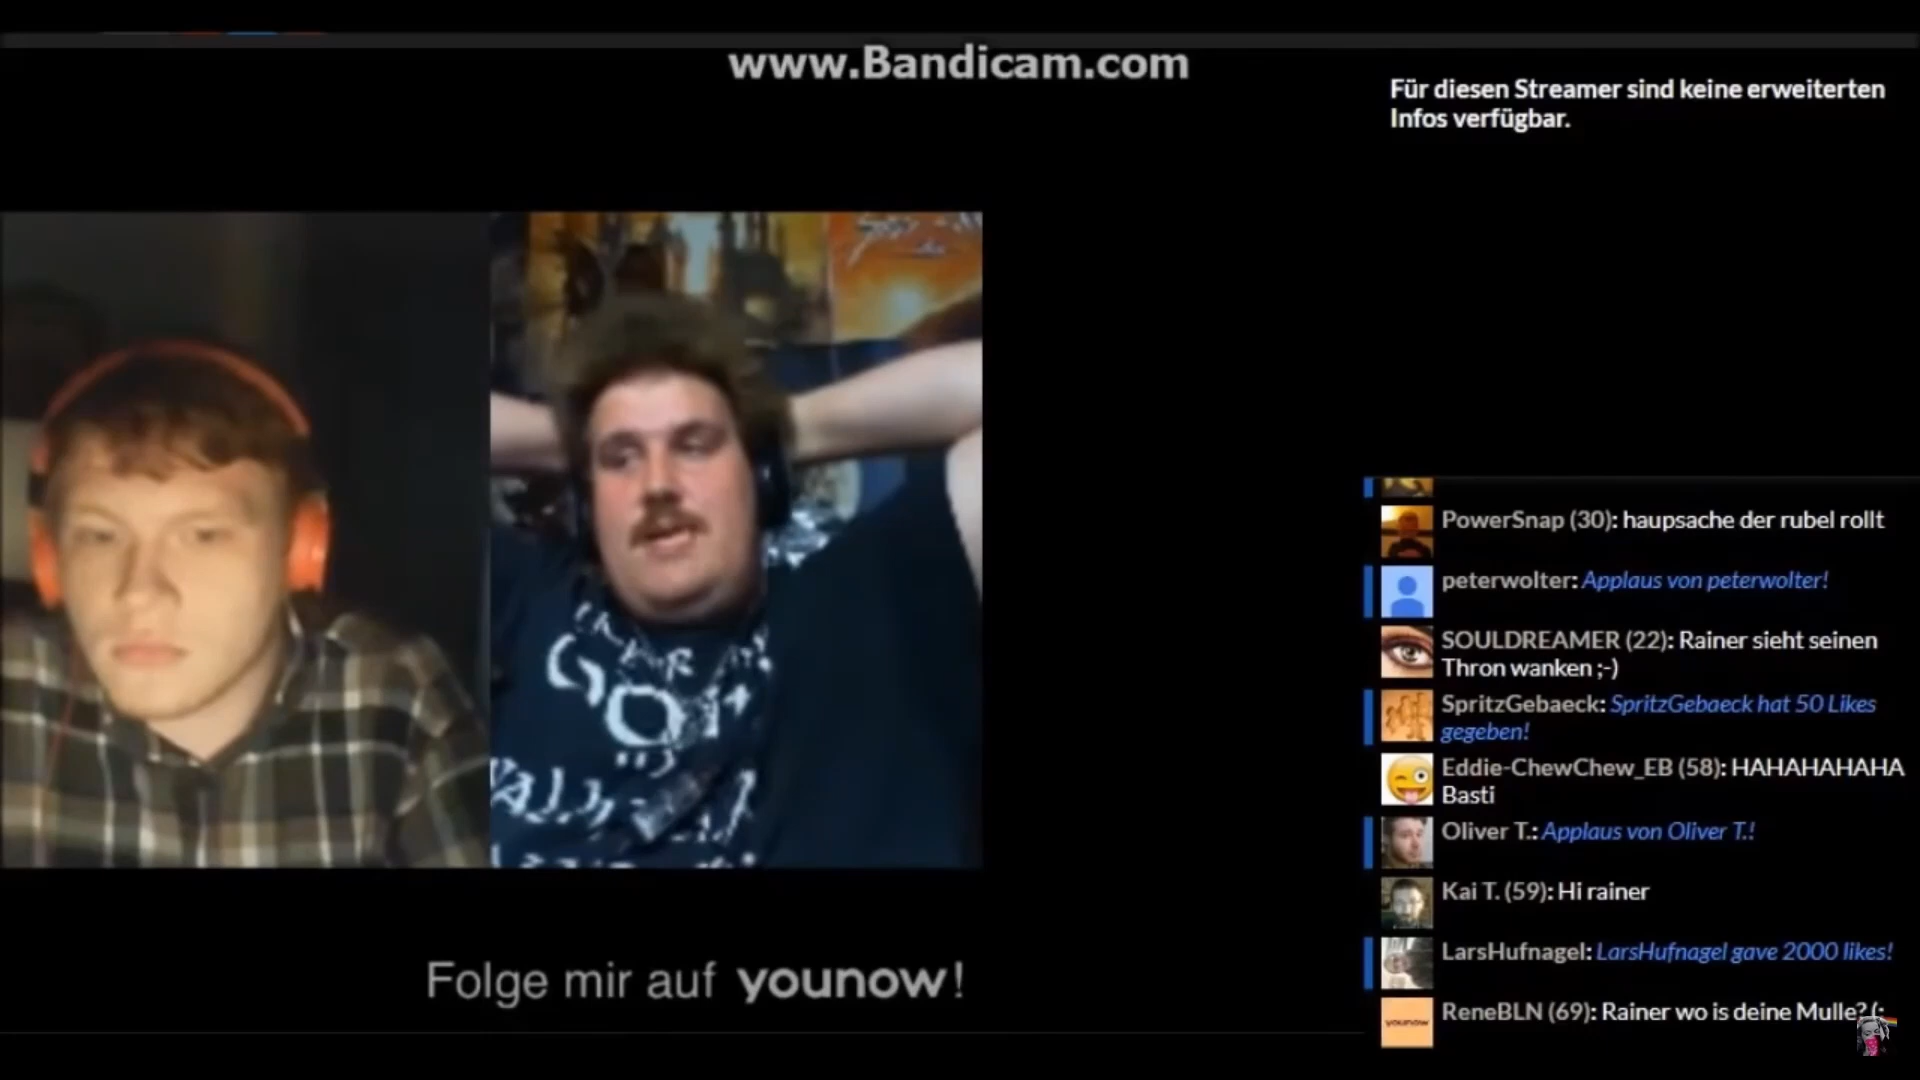 www.Bandicam.com
Für diesen Streamer sind keine erweiterten
Infos verfügbar.
PowerSnap (30): haupsache der rubel rollt
peterwolter: Applaus von peterwolter!
SOULDREAMER (22): Rainer sieht seinen
Thron wanken ;-)
SpritzGebaeck: SpritzGebaeck hat 50 Likes
gegeben!
Eddie-ChewChew_EB (58): HAHAHAHAHA
Basti
Oliver T.: Applaus von Oliver T.!
Kai T. (59): Hi rainer
LarsHufnagel: LarsHufnagel gave 2000 likes!
younow
ReneBLN (69): Rainer wo is deine Mulle? (:
Folge mir auf younow!